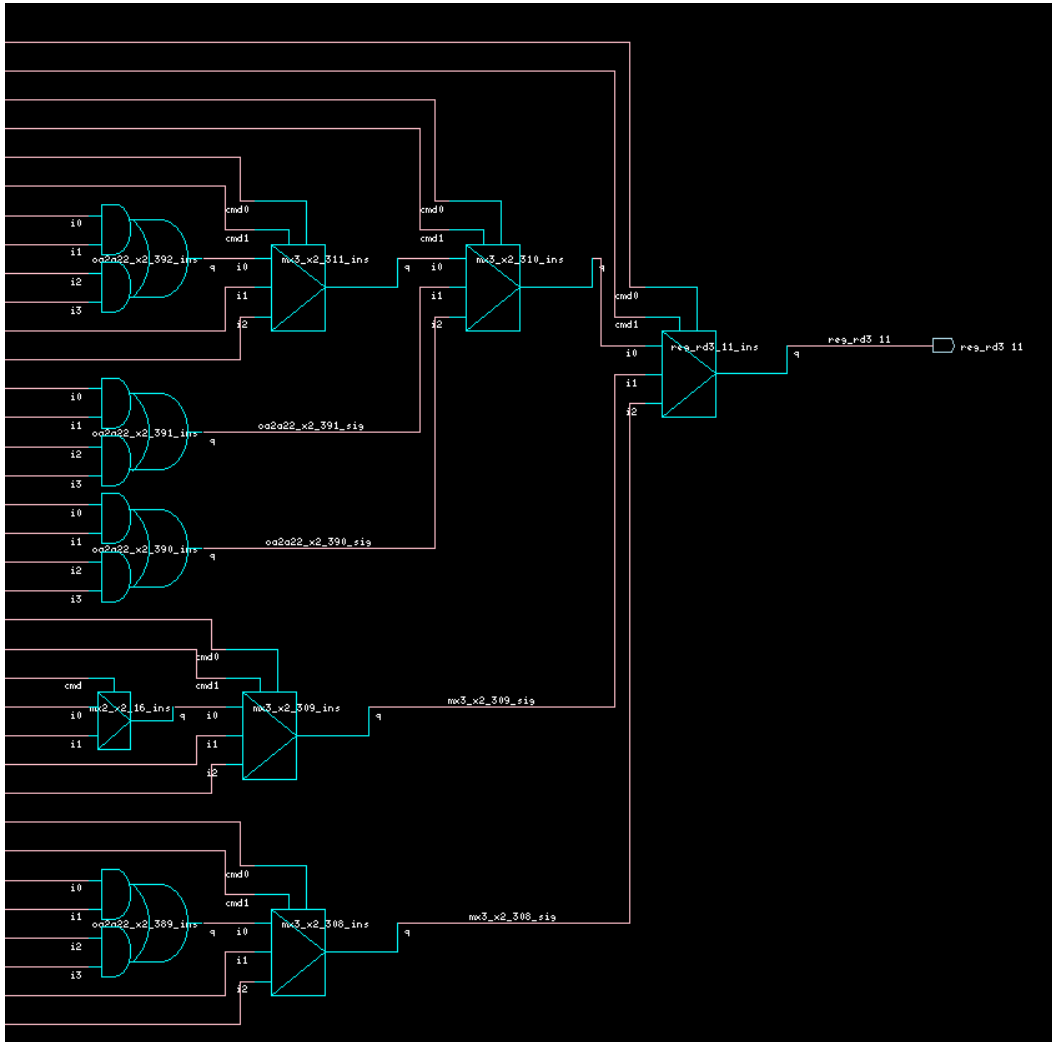 cmd0
i0
cmd1
i1
oa2a22_x2_392_ins
q
i0
mx3_x2_311_ins
i2
i1
i3
i2
cmd0
cmd1
q
i0
mx3_x2_310_ins
i1
i2
q
cmd0
cmd1
i0
reg_rd3_11_ins
i1
i2
q
reg_rd3 11
reg_rd3 11
i0
i1
oa2a22_x2_391_ins
q
i2
i3
oa2a22_x2_391_sig
i0
i1
oa2a22_x2_390_ins
q
i2
i3
oa2a22_x2_390_sig
cmd0
cmd
cmd1
i0
mx2_x2_16_ins
q
i0
mx3_x2_309_ins
i1
i1
i2
q
mx3_x2_309_sig
cmd0
i0
cmd1
i1
oa2a22_x2_389_ins
q
i0
mx3_x2_308_ins
i2
i1
i3
i2
q
mx3_x2_308_sig